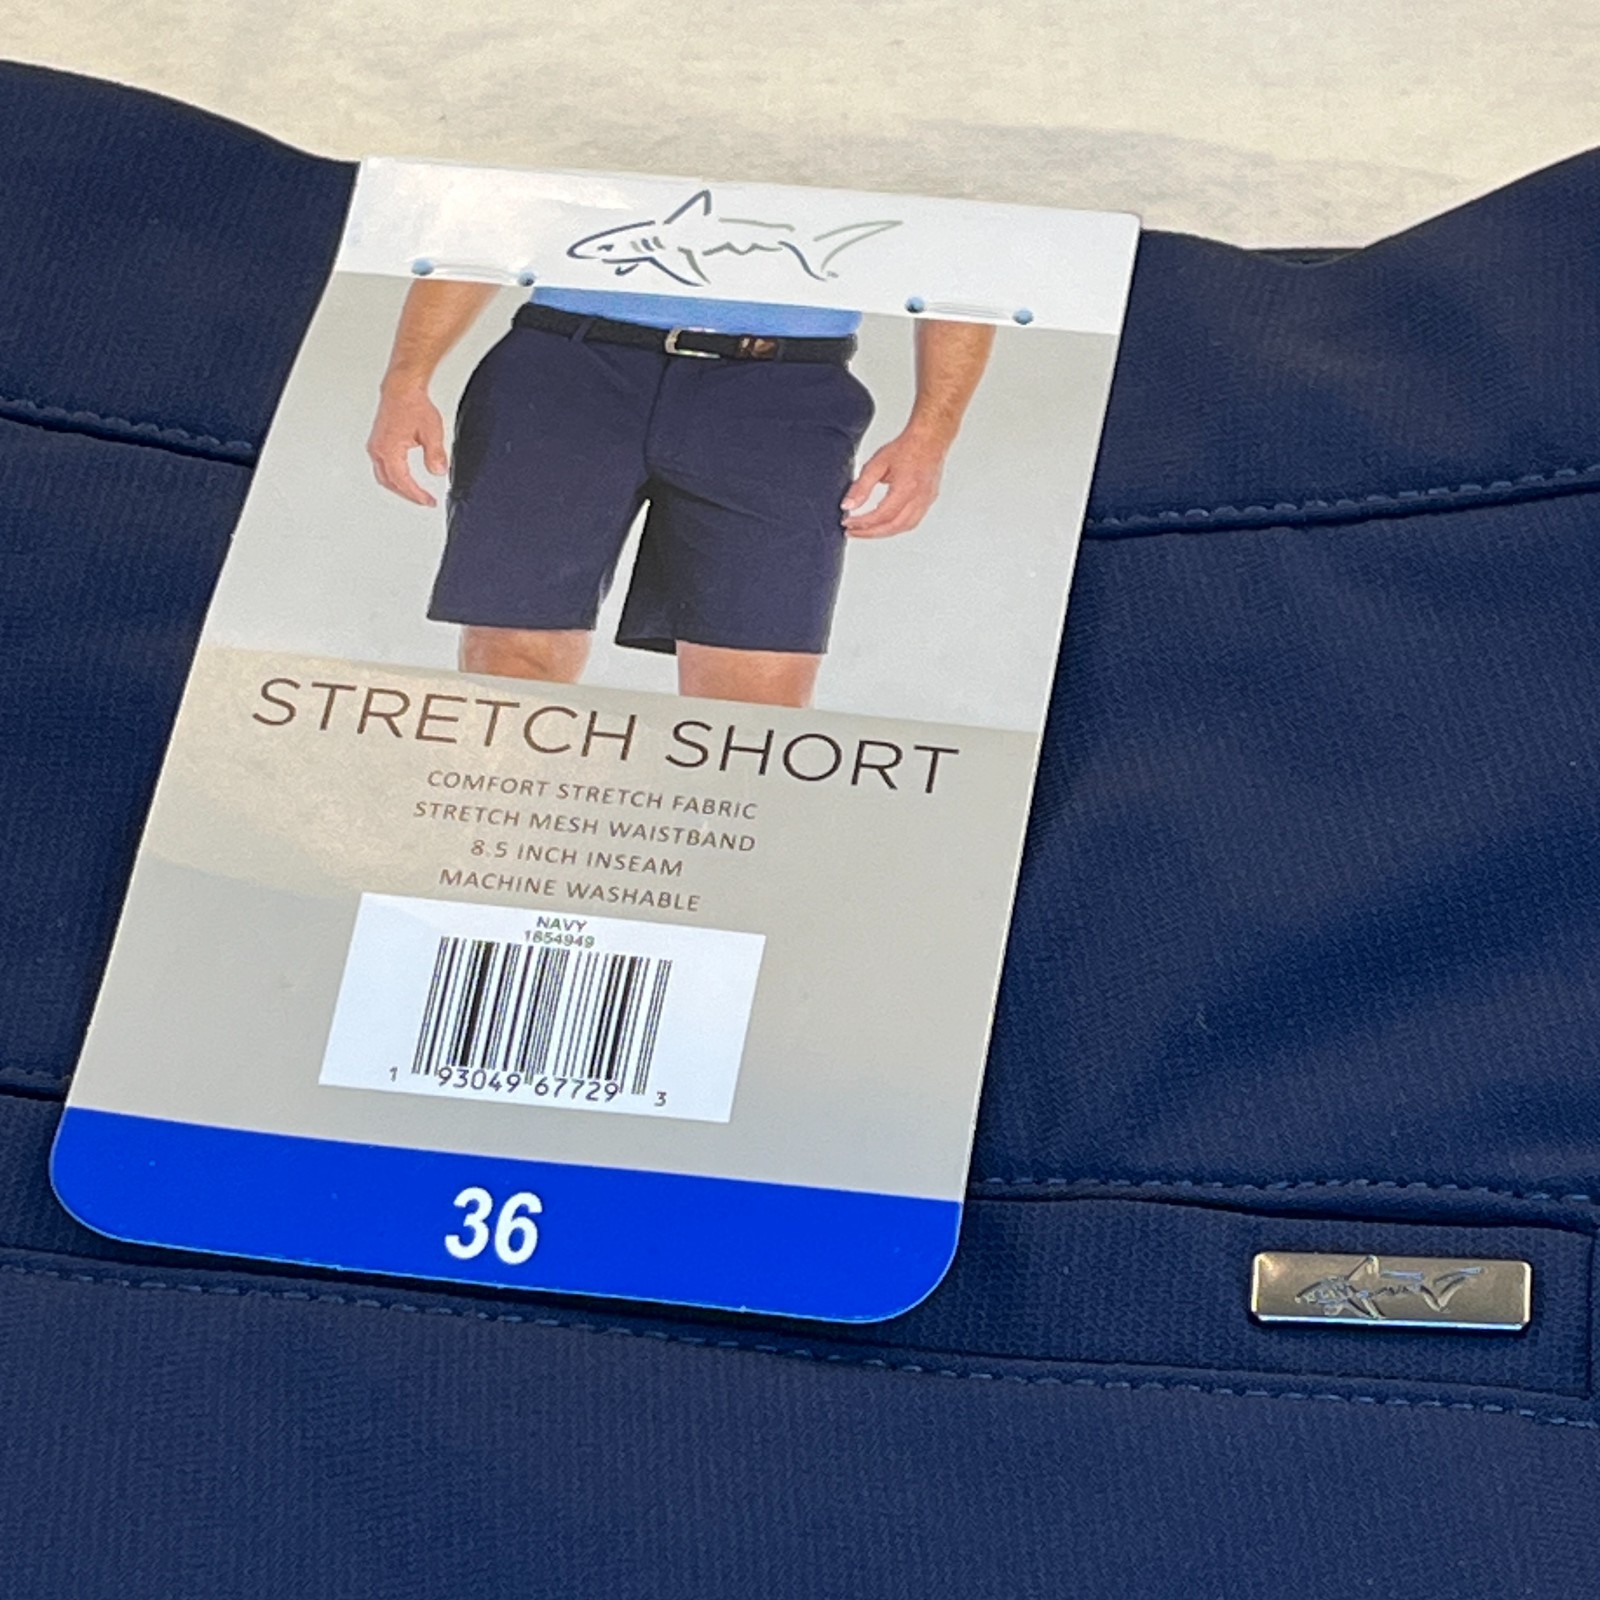 STRETCH SHORT
COMFORT STRETCH FABRIC
STRETCH MESH WAISTBAND
8.5 INCH INSEAM
MACHINE WASHABLE
NAVY
1854949
1 93049 67729 3
36